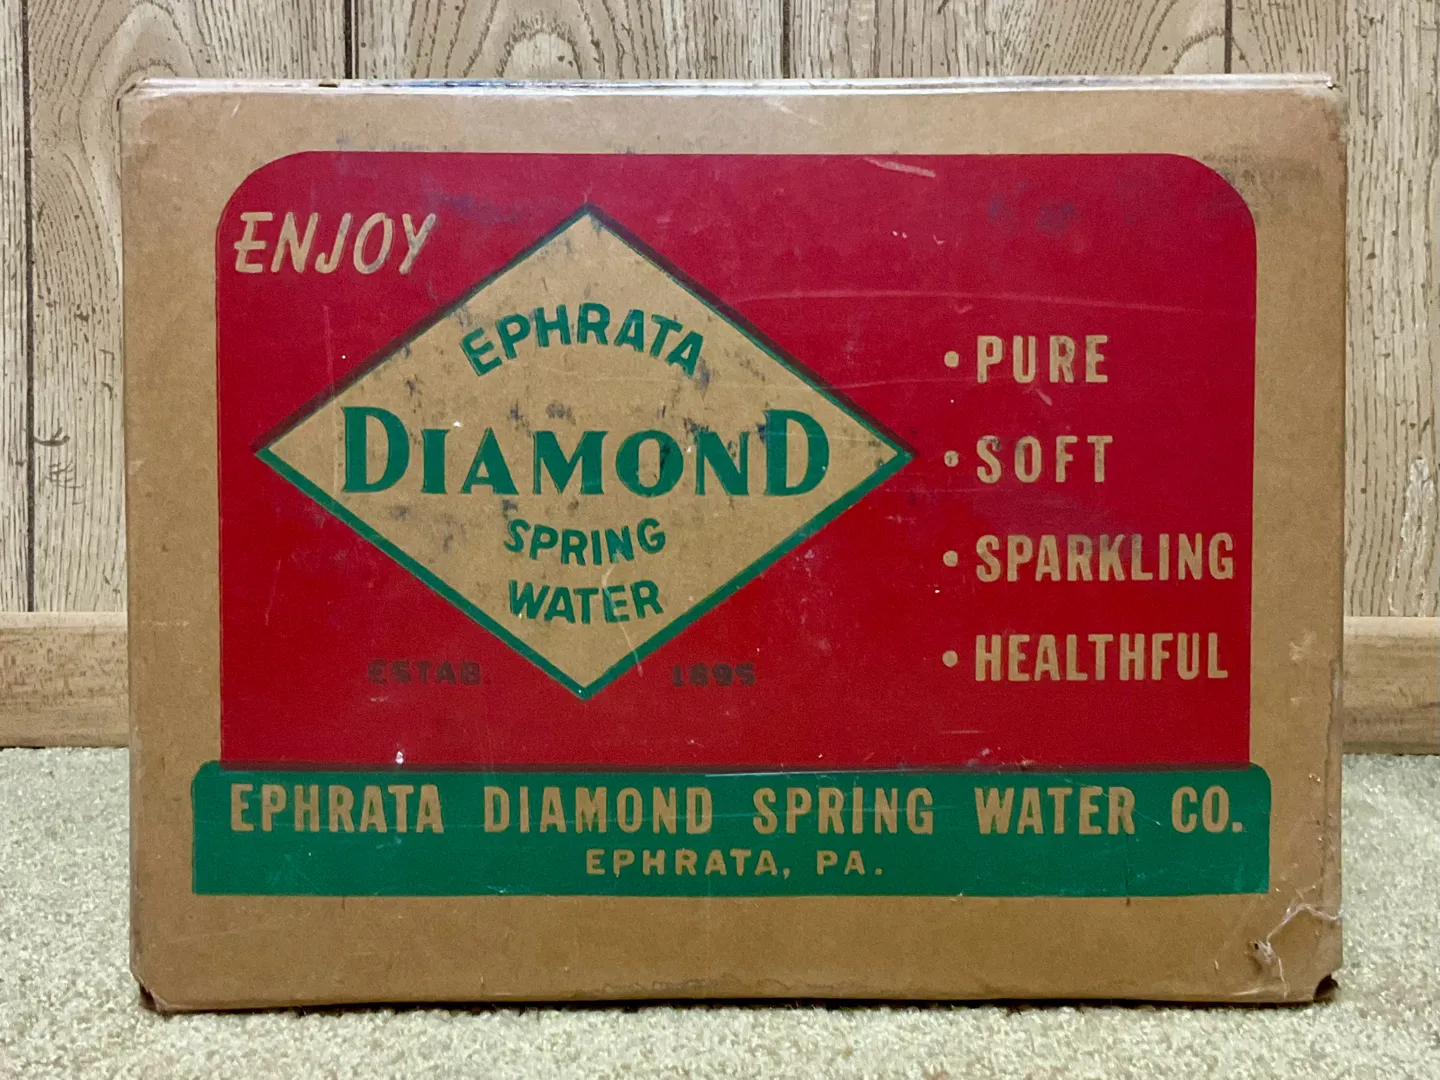 ENJOY
EPHRATA
DIAMOND
SPRING
WATER
ESTAB. 1895
• PURE
• SOFT
• SPARKLING
• HEALTHFUL
EPHRATA DIAMOND SPRING WATER CO.
EPHRATA, PA.